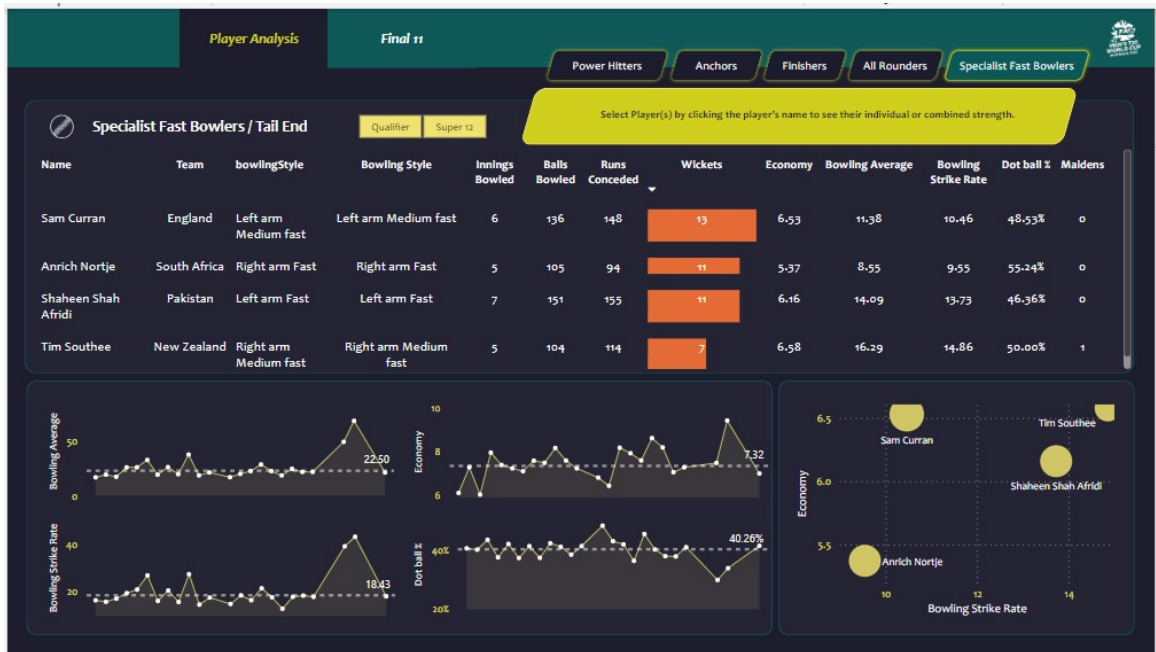 Player Analysis
Final 11
MEN'S T20
WORLD CUP
Power Hitters
Anchors
Finishers
All Rounders
Specialist Fast Bowlers
Select Player(s) by clicking the player's name to see their individual or combined strength.
Specialist Fast Bowlers / Tail End
Qualifier
Super 12
Name Team bowlingStyle Bowling Style Innings Bowled Balls Bowled Runs Conceded Wickets Economy Bowling Average Bowling Strike Rate Dot ball % Maidens
Sam Curran England Left arm Medium fast Left arm Medium fast 6 136 148 13 6.53 11.38 10.46 48.53% 0
Anrich Nortje South Africa Right arm Fast Right arm Fast 5 105 94 11 5.37 8.55 9.55 55.24% 0
Shaheen Shah Afridi Pakistan Left arm Fast Left arm Fast 7 151 155 11 6.16 14.09 13.73 46.36% 0
Tim Southee New Zealand Right arm Medium fast Right arm Medium fast 5 104 114 7 6.58 16.29 14.86 50.00% 1
Bowling Average
50
0
22.50
Economy
10
8
6
7.32
Bowling Strike Rate
40
20
18.43
Dot ball %
40%
20%
40.26%
Economy
6.5
6.0
5.5
Sam Curran
Tim Southee
Shaheen Shah Afridi
Anrich Nortje
10
12
14
Bowling Strike Rate